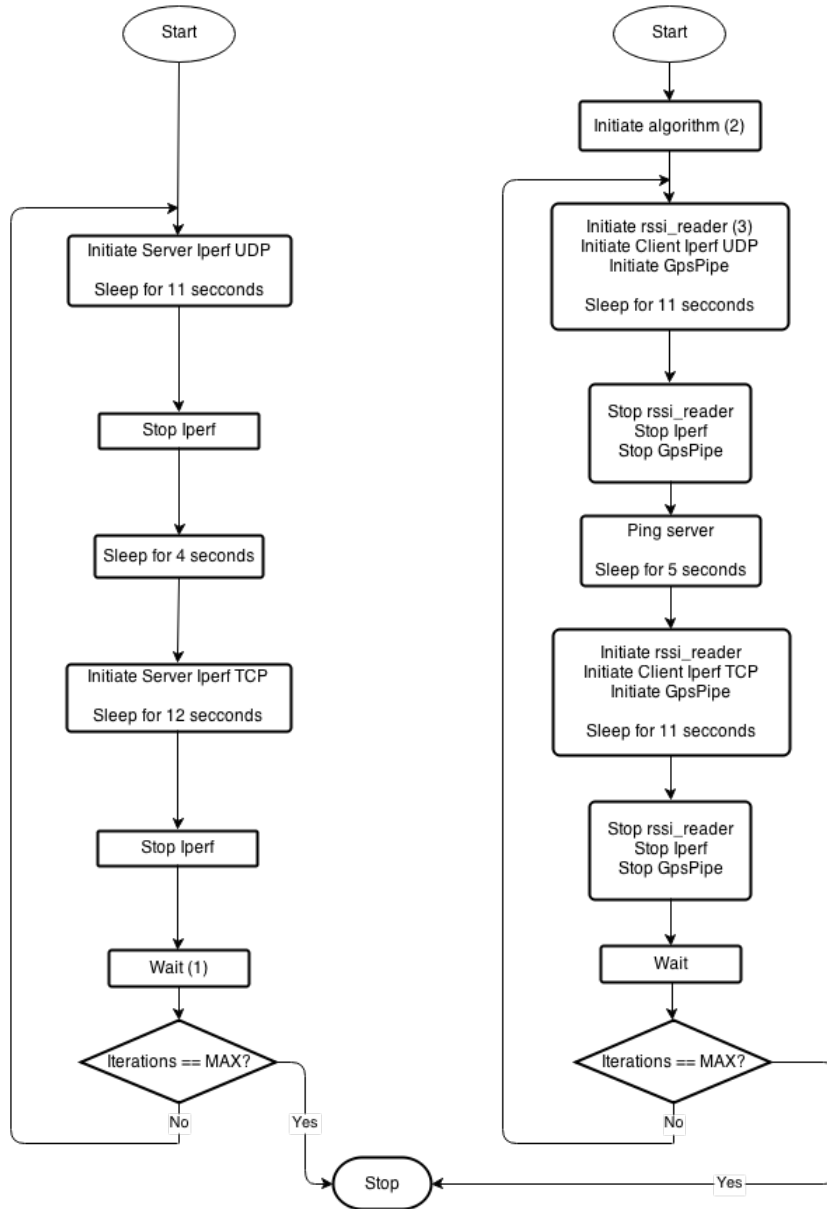 Start
Initiate Server Iperf UDP
Sleep for 11 secconds
Stop Iperf
Sleep for 4 seconds
Initiate Server Iperf TCP
Sleep for 12 secconds
Stop Iperf
Wait (1)
Iterations == MAX?
No
Yes
Start
Initiate algorithm (2)
Initiate rssi_reader (3)
Initiate Client Iperf UDP
Initiate GpsPipe
Sleep for 11 secconds
Stop rssi_reader
Stop Iperf
Stop GpsPipe
Ping server
Sleep for 5 seconds
Initiate rssi_reader
Initiate Client Iperf TCP
Initiate GpsPipe
Sleep for 11 secconds
Stop rssi_reader
Stop Iperf
Stop GpsPipe
Wait
Iterations == MAX?
No
Yes
Stop